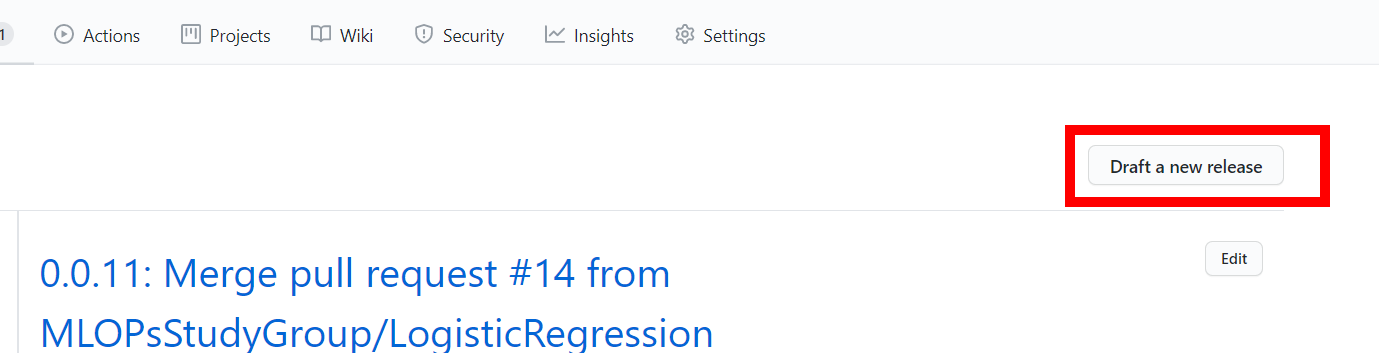 1 Actions Projects Wiki Security Insights Settings
Draft a new release
0.0.11: Merge pull request #14 from Edit
MLOPsStudyGroup/LogisticRegression